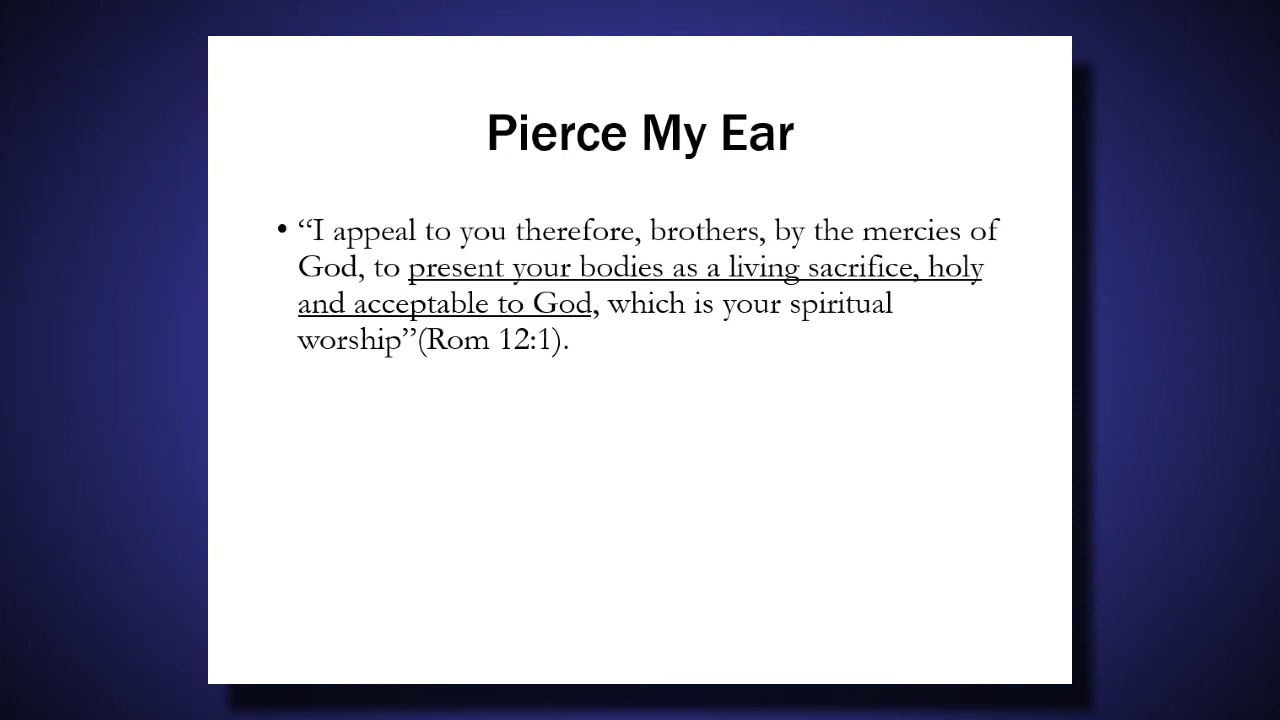 Pierce My Ear
• “I appeal to you therefore, brothers, by the mercies of
God, to present your bodies as a living sacrifice, holy
and acceptable to God, which is your spiritual
worship”(Rom 12:1).